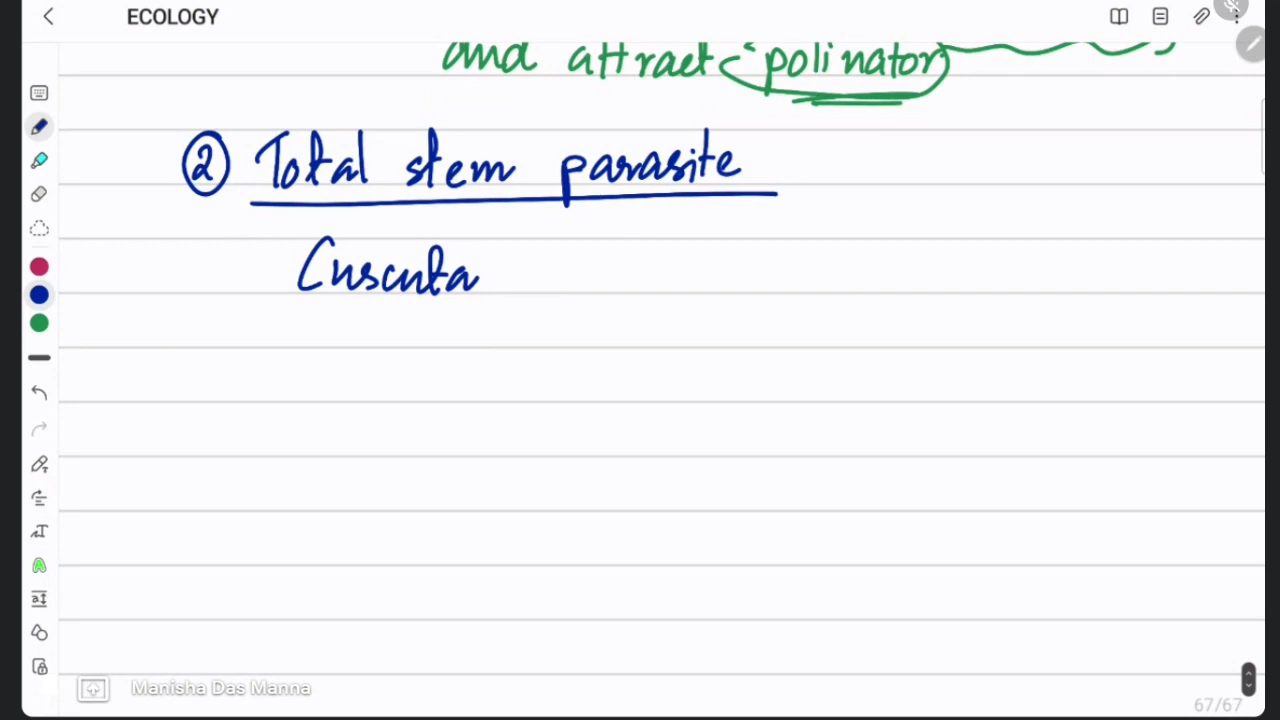 ECOLOGY
and attract polinator
② Total stem parasite
Cuscuta
Manisha Das Manna
67/67